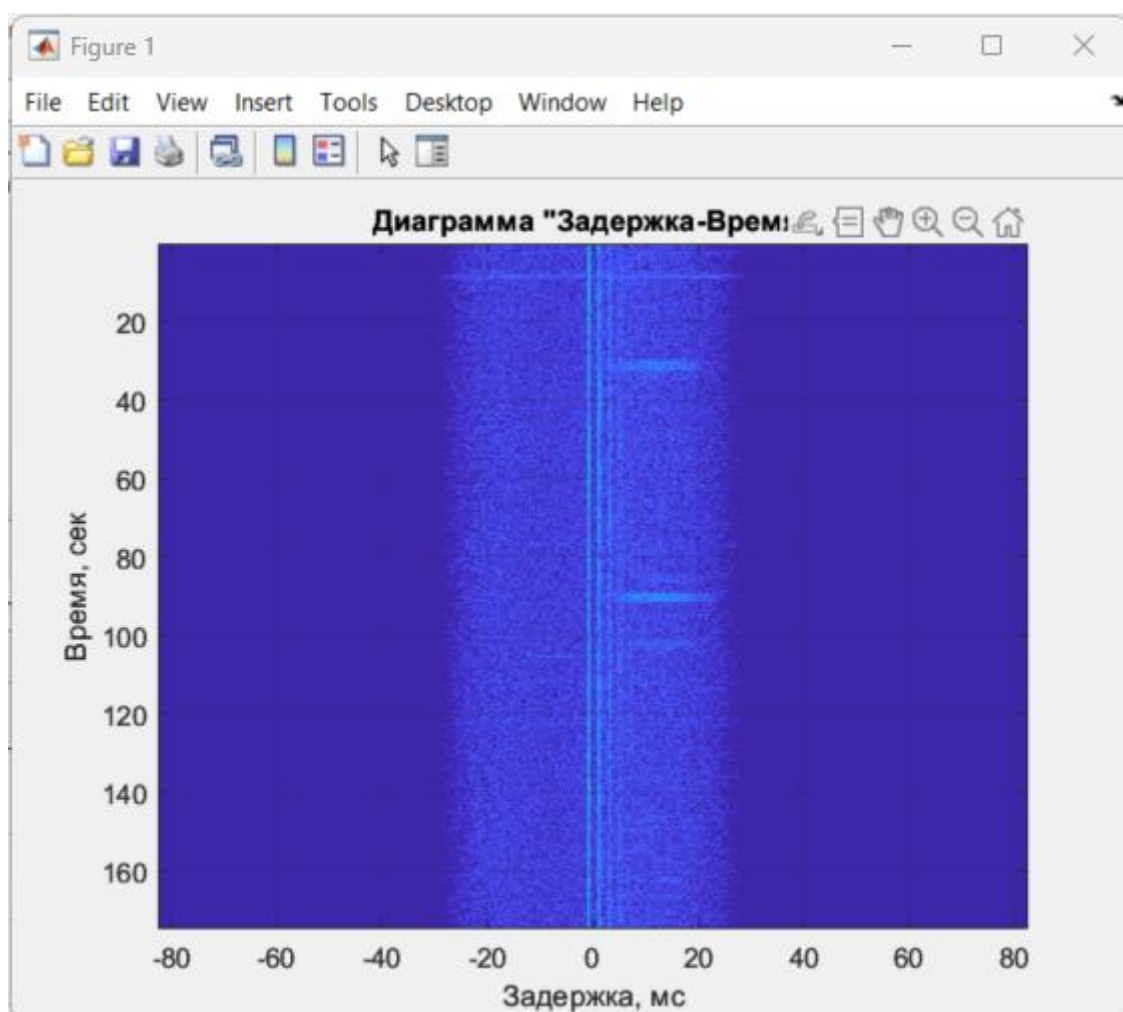 Figure 1
File Edit View Insert Tools Desktop Window Help
Диаграмма "Задержка-Время
20
40
60
80
100
120
140
160
Время, сек
-80 -60 -40 -20 0 20 40 60 80
Задержка, мс